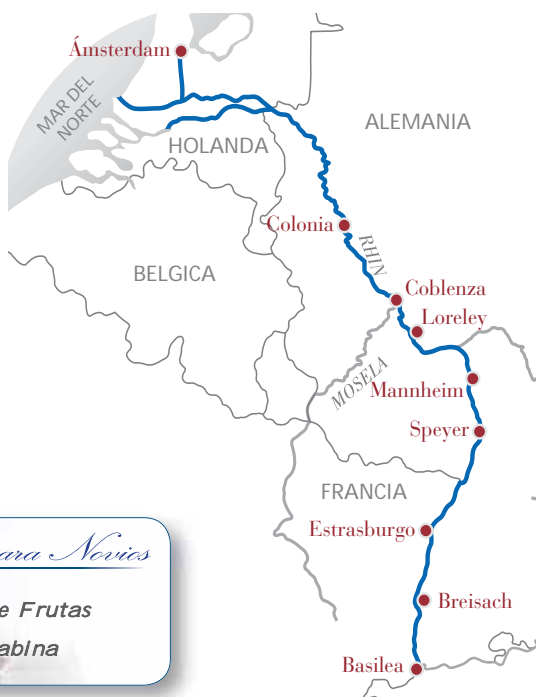 Ámsterdam
MAR DEL
NORTE
ALEMANIA
HOLANDA
Colonia
RHIN
BELGICA
Coblenza
Loreley
MOSELA
Mannheim
Speyer
FRANCIA
Estrasburgo
ara Novios
e Frutas
Breisach
abina
Basilea